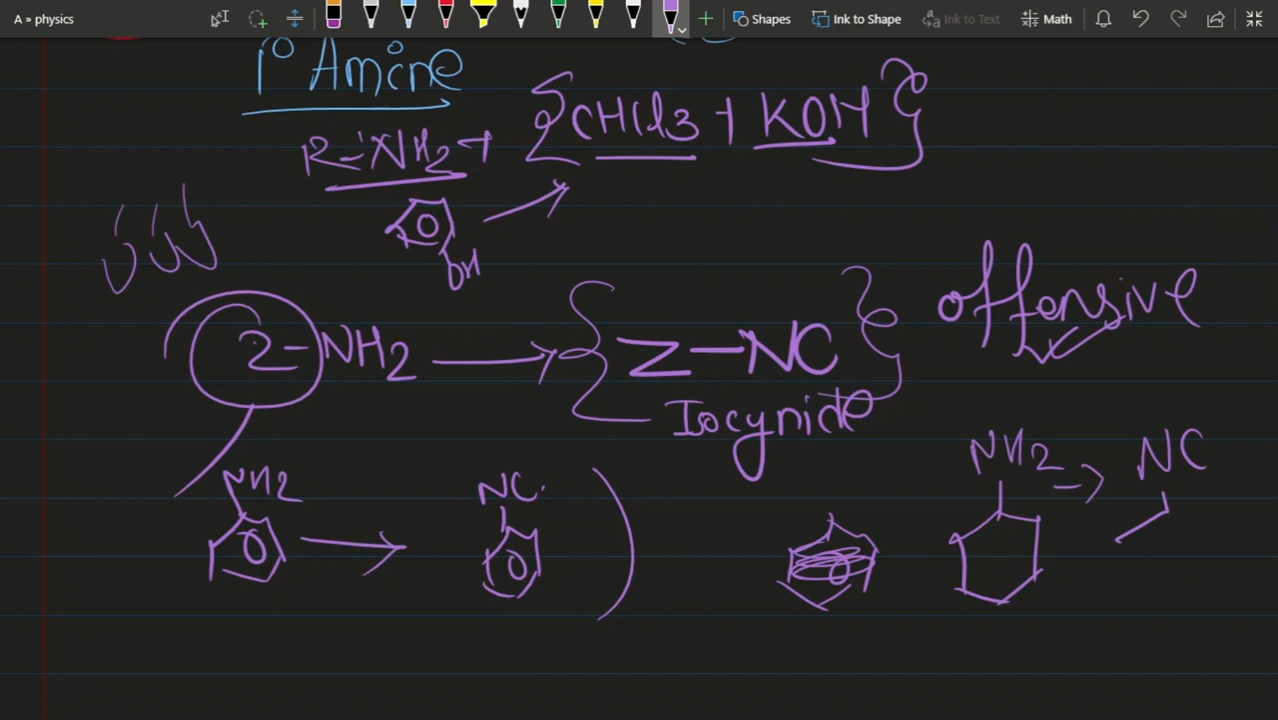 A » physics
Shapes
Ink to Shape
Ink to Text
Math
1° Amine
R-NH2 + {CHCl3 + KOH}
OH
Z-NH2 → {Z-NC} offensive
Isocynide
NH2 → NC
NH2 → NC